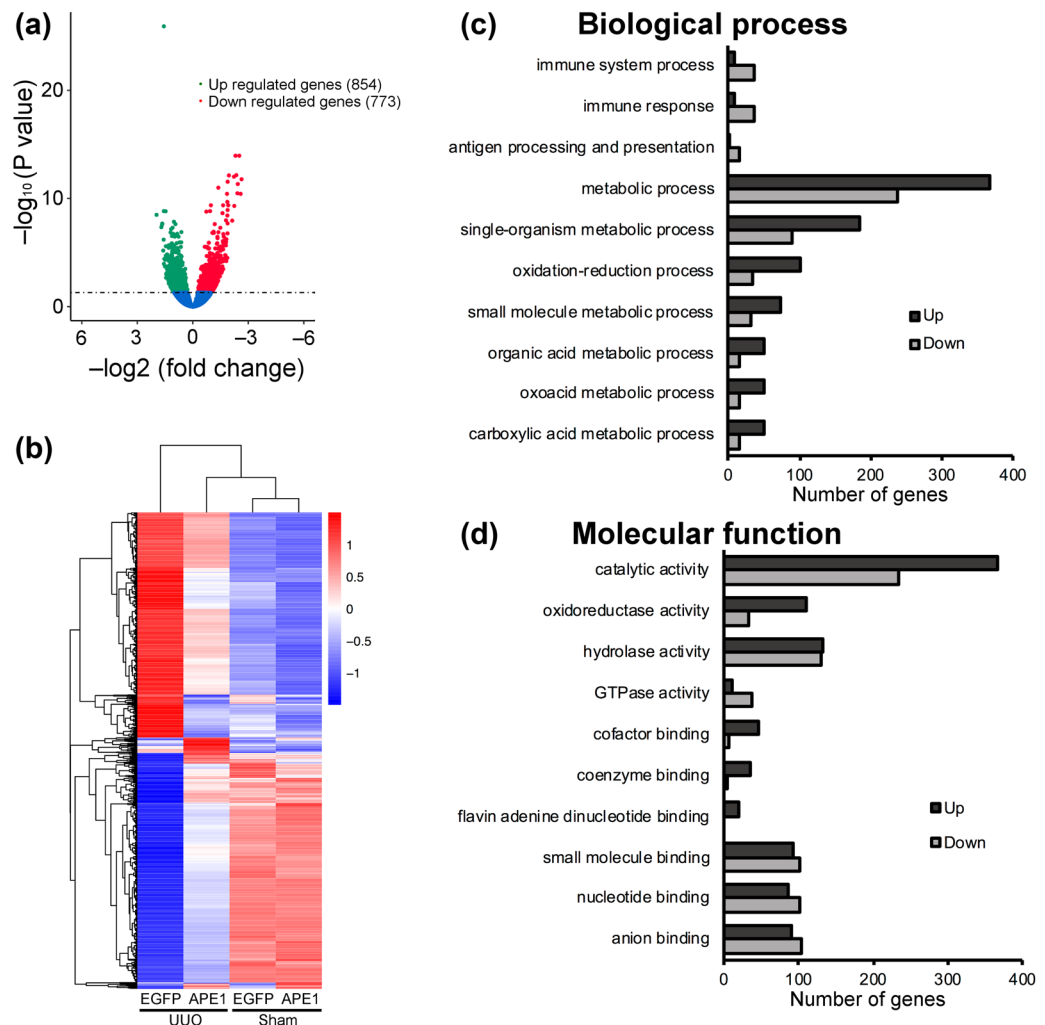 (a)
–log₁₀(P value)
20
10
0
Up regulated genes (854)
Down regulated genes (773)
6 3 0 –3 –6
–log2 (fold change)
(b)
1
0.5
0
−0.5
−1
EGFP APE1 EGFP APE1
UUO Sham
(c) Biological process
immune system process
immune response
antigen processing and presentation
metabolic process
single-organism metabolic process
oxidation-reduction process
small molecule metabolic process
organic acid metabolic process
oxoacid metabolic process
carboxylic acid metabolic process
Up
Down
0 100 200 300 400
Number of genes
(d) Molecular function
catalytic activity
oxidoreductase activity
hydrolase activity
GTPase activity
cofactor binding
coenzyme binding
flavin adenine dinucleotide binding
small molecule binding
nucleotide binding
anion binding
Up
Down
0 100 200 300 400
Number of genes